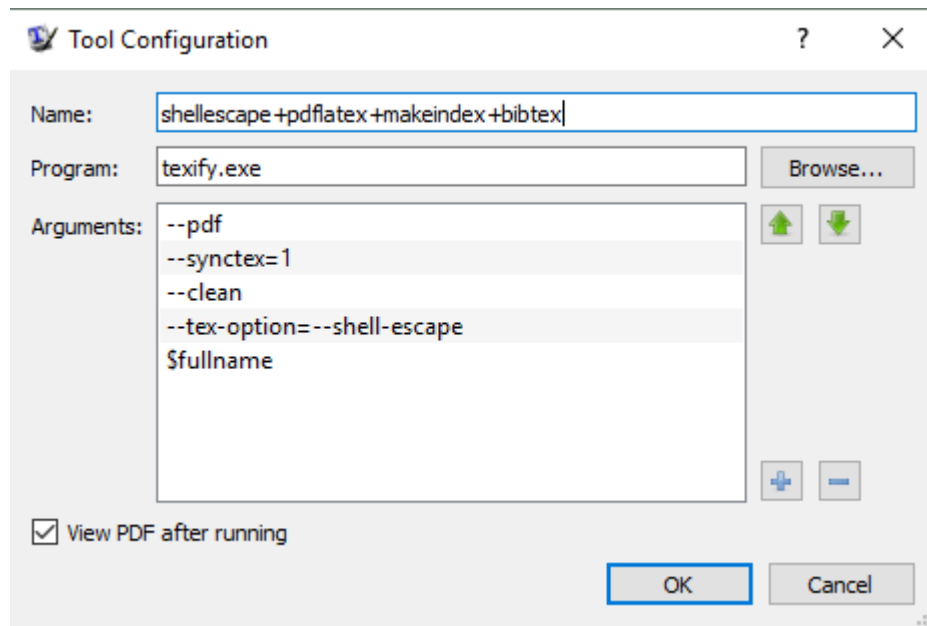 Tool Configuration
?
Name: shellescape+pdflatex+makeindex+bibtex
Program: texify.exe Browse...
Arguments: --pdf
--synctex=1
--clean
--tex-option=--shell-escape
$fullname
View PDF after running
OK Cancel